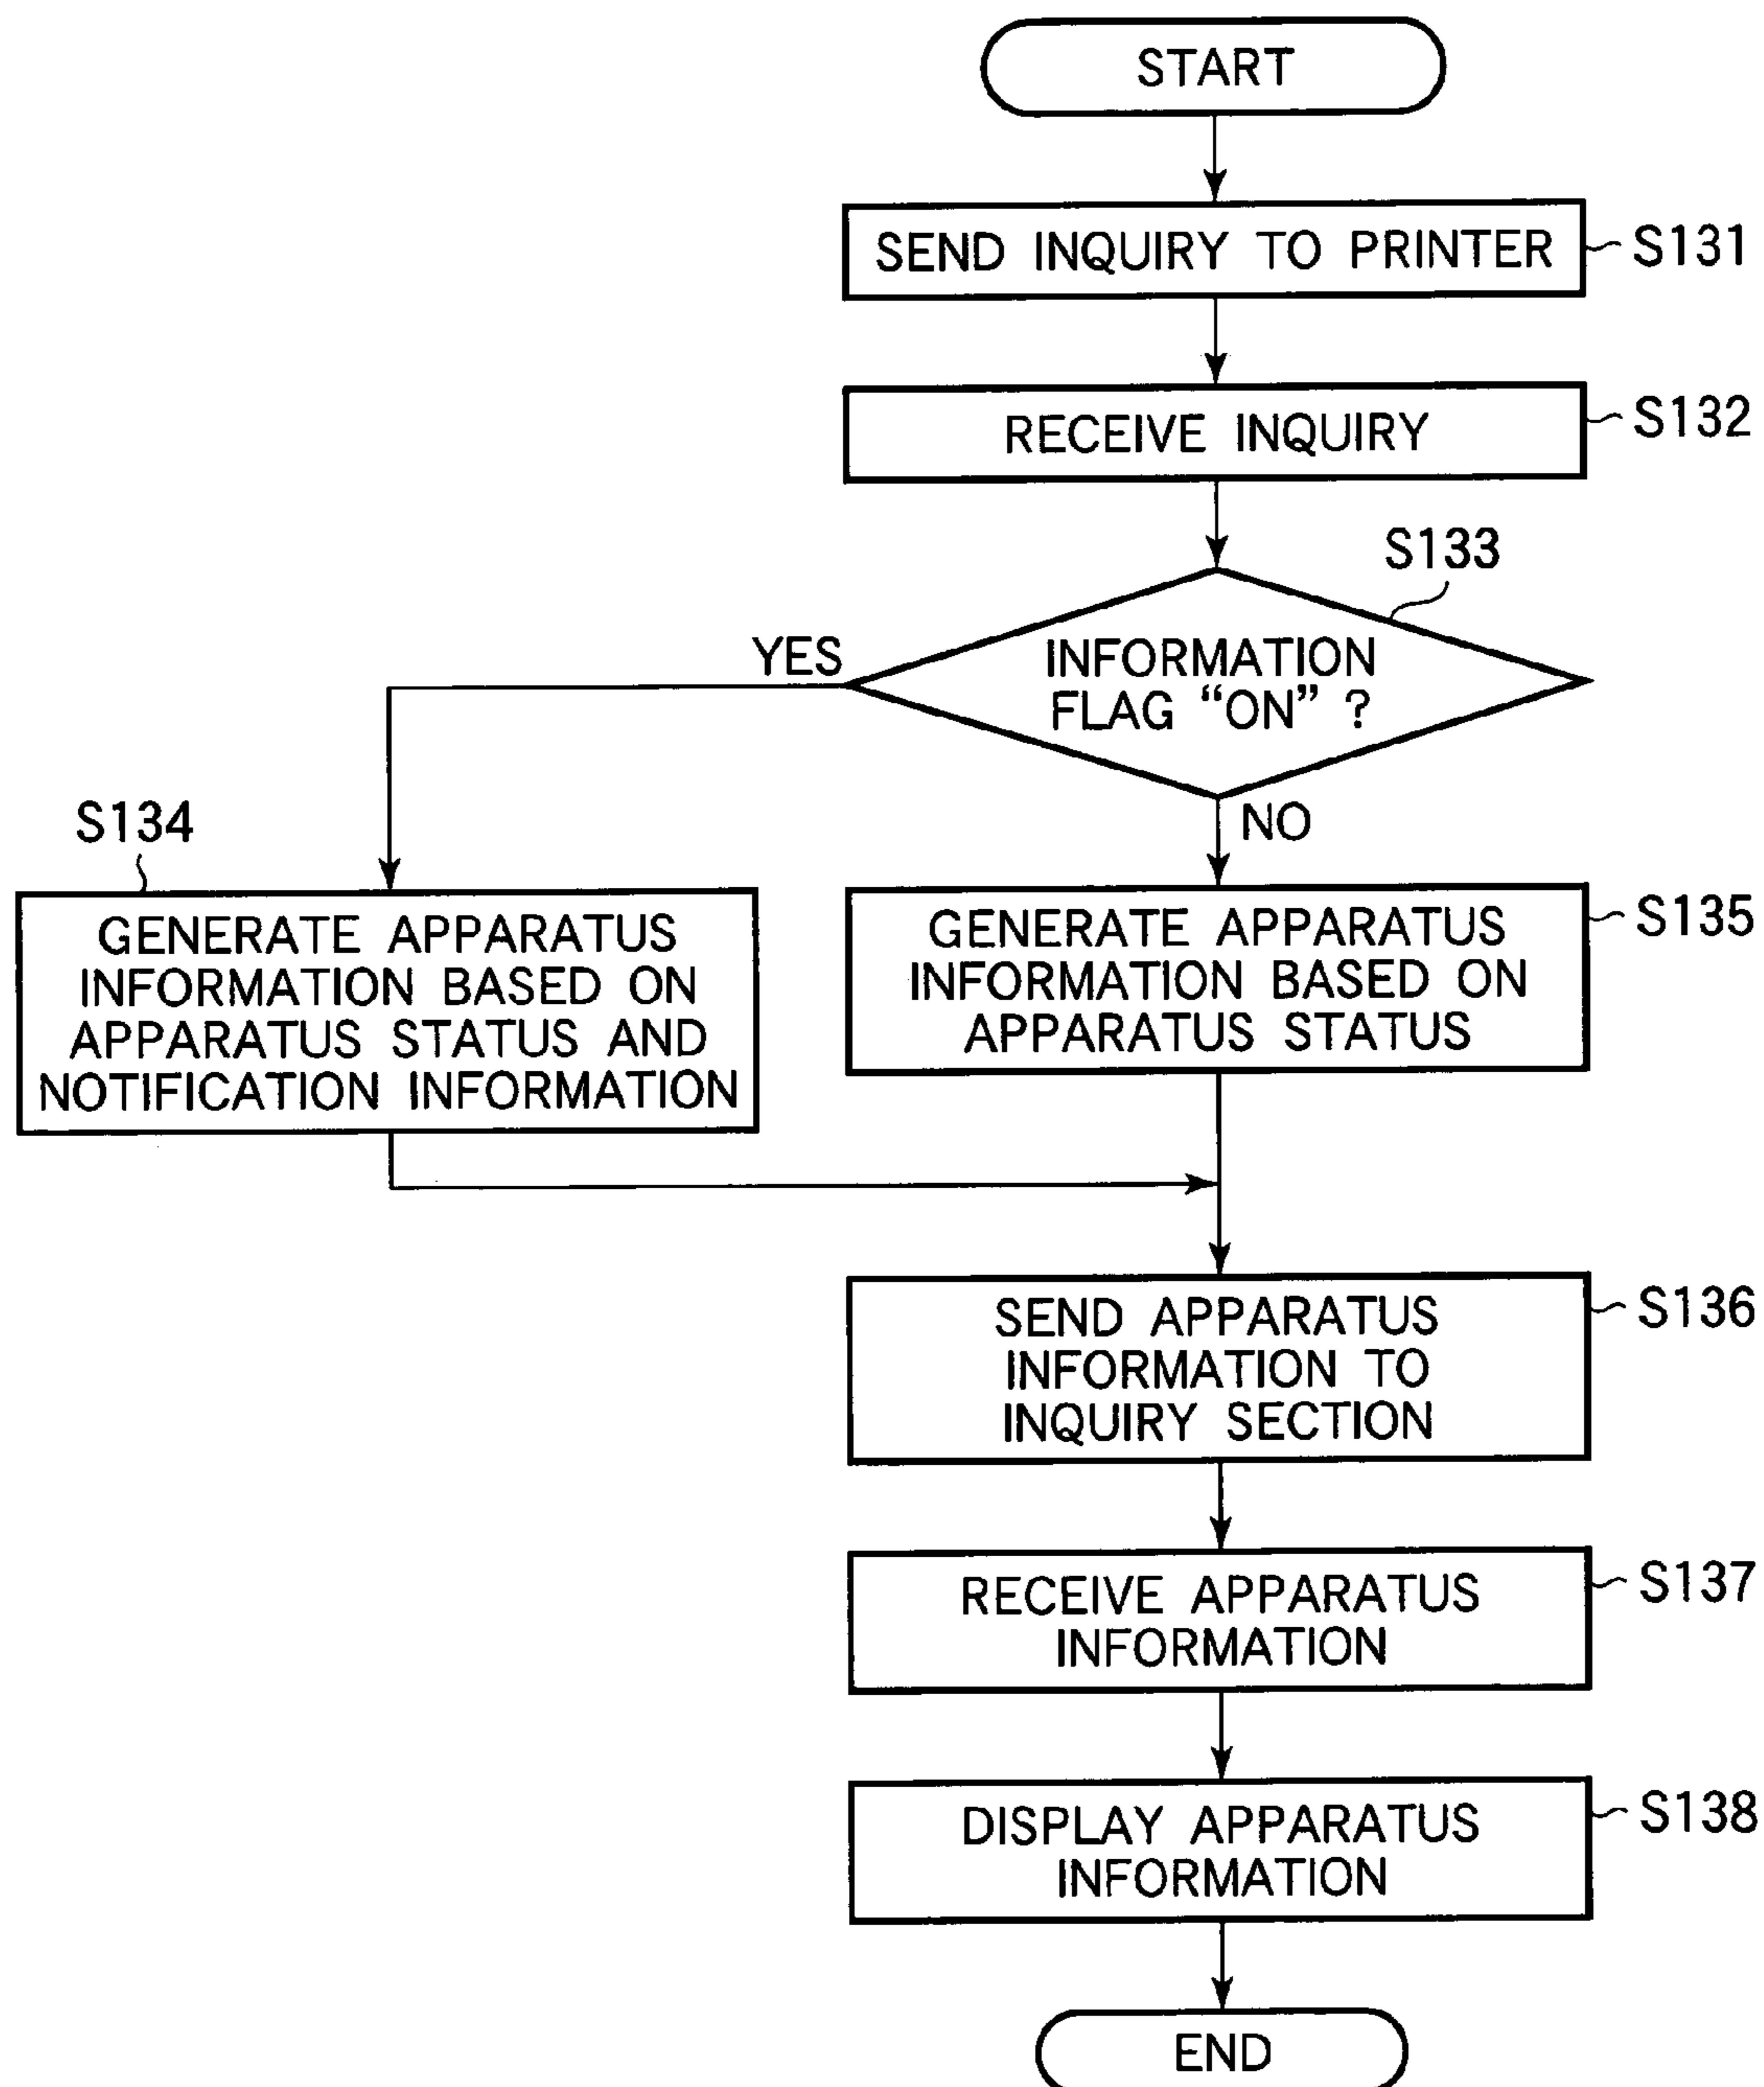 START
SEND INQUIRY TO PRINTER
S131
RECEIVE INQUIRY
S132
S133
INFORMATION
FLAG “ON” ?
YES
NO
S134
GENERATE APPARATUS
INFORMATION BASED ON
APPARATUS STATUS AND
NOTIFICATION INFORMATION
GENERATE APPARATUS
INFORMATION BASED ON
APPARATUS STATUS
S135
SEND APPARATUS
INFORMATION TO
INQUIRY SECTION
S136
RECEIVE APPARATUS
INFORMATION
S137
DISPLAY APPARATUS
INFORMATION
S138
END